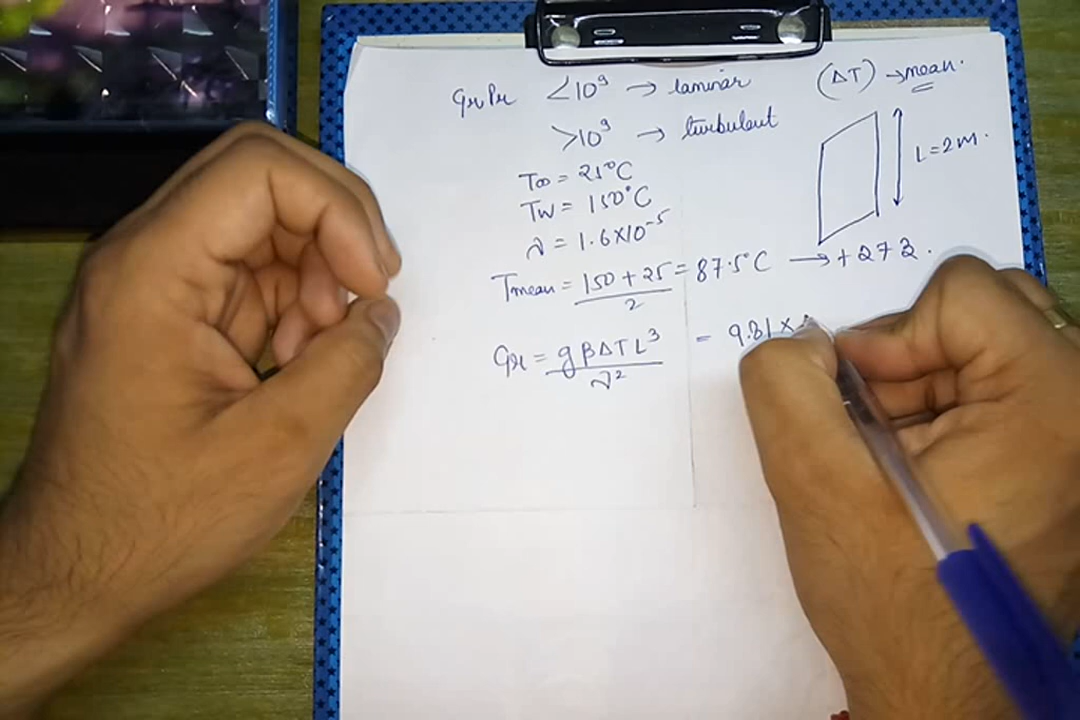 GrPr <10⁹ → laminar (ΔT) → mean.
>10⁹ → turbulent
L=2m.
T∞ = 25°C
Tw = 150°C
ν = 1.6×10⁻⁵
Tmean = 150+25/2 = 87.5°C → +273.
Gr = gβΔTL³/ν² = 9.81×